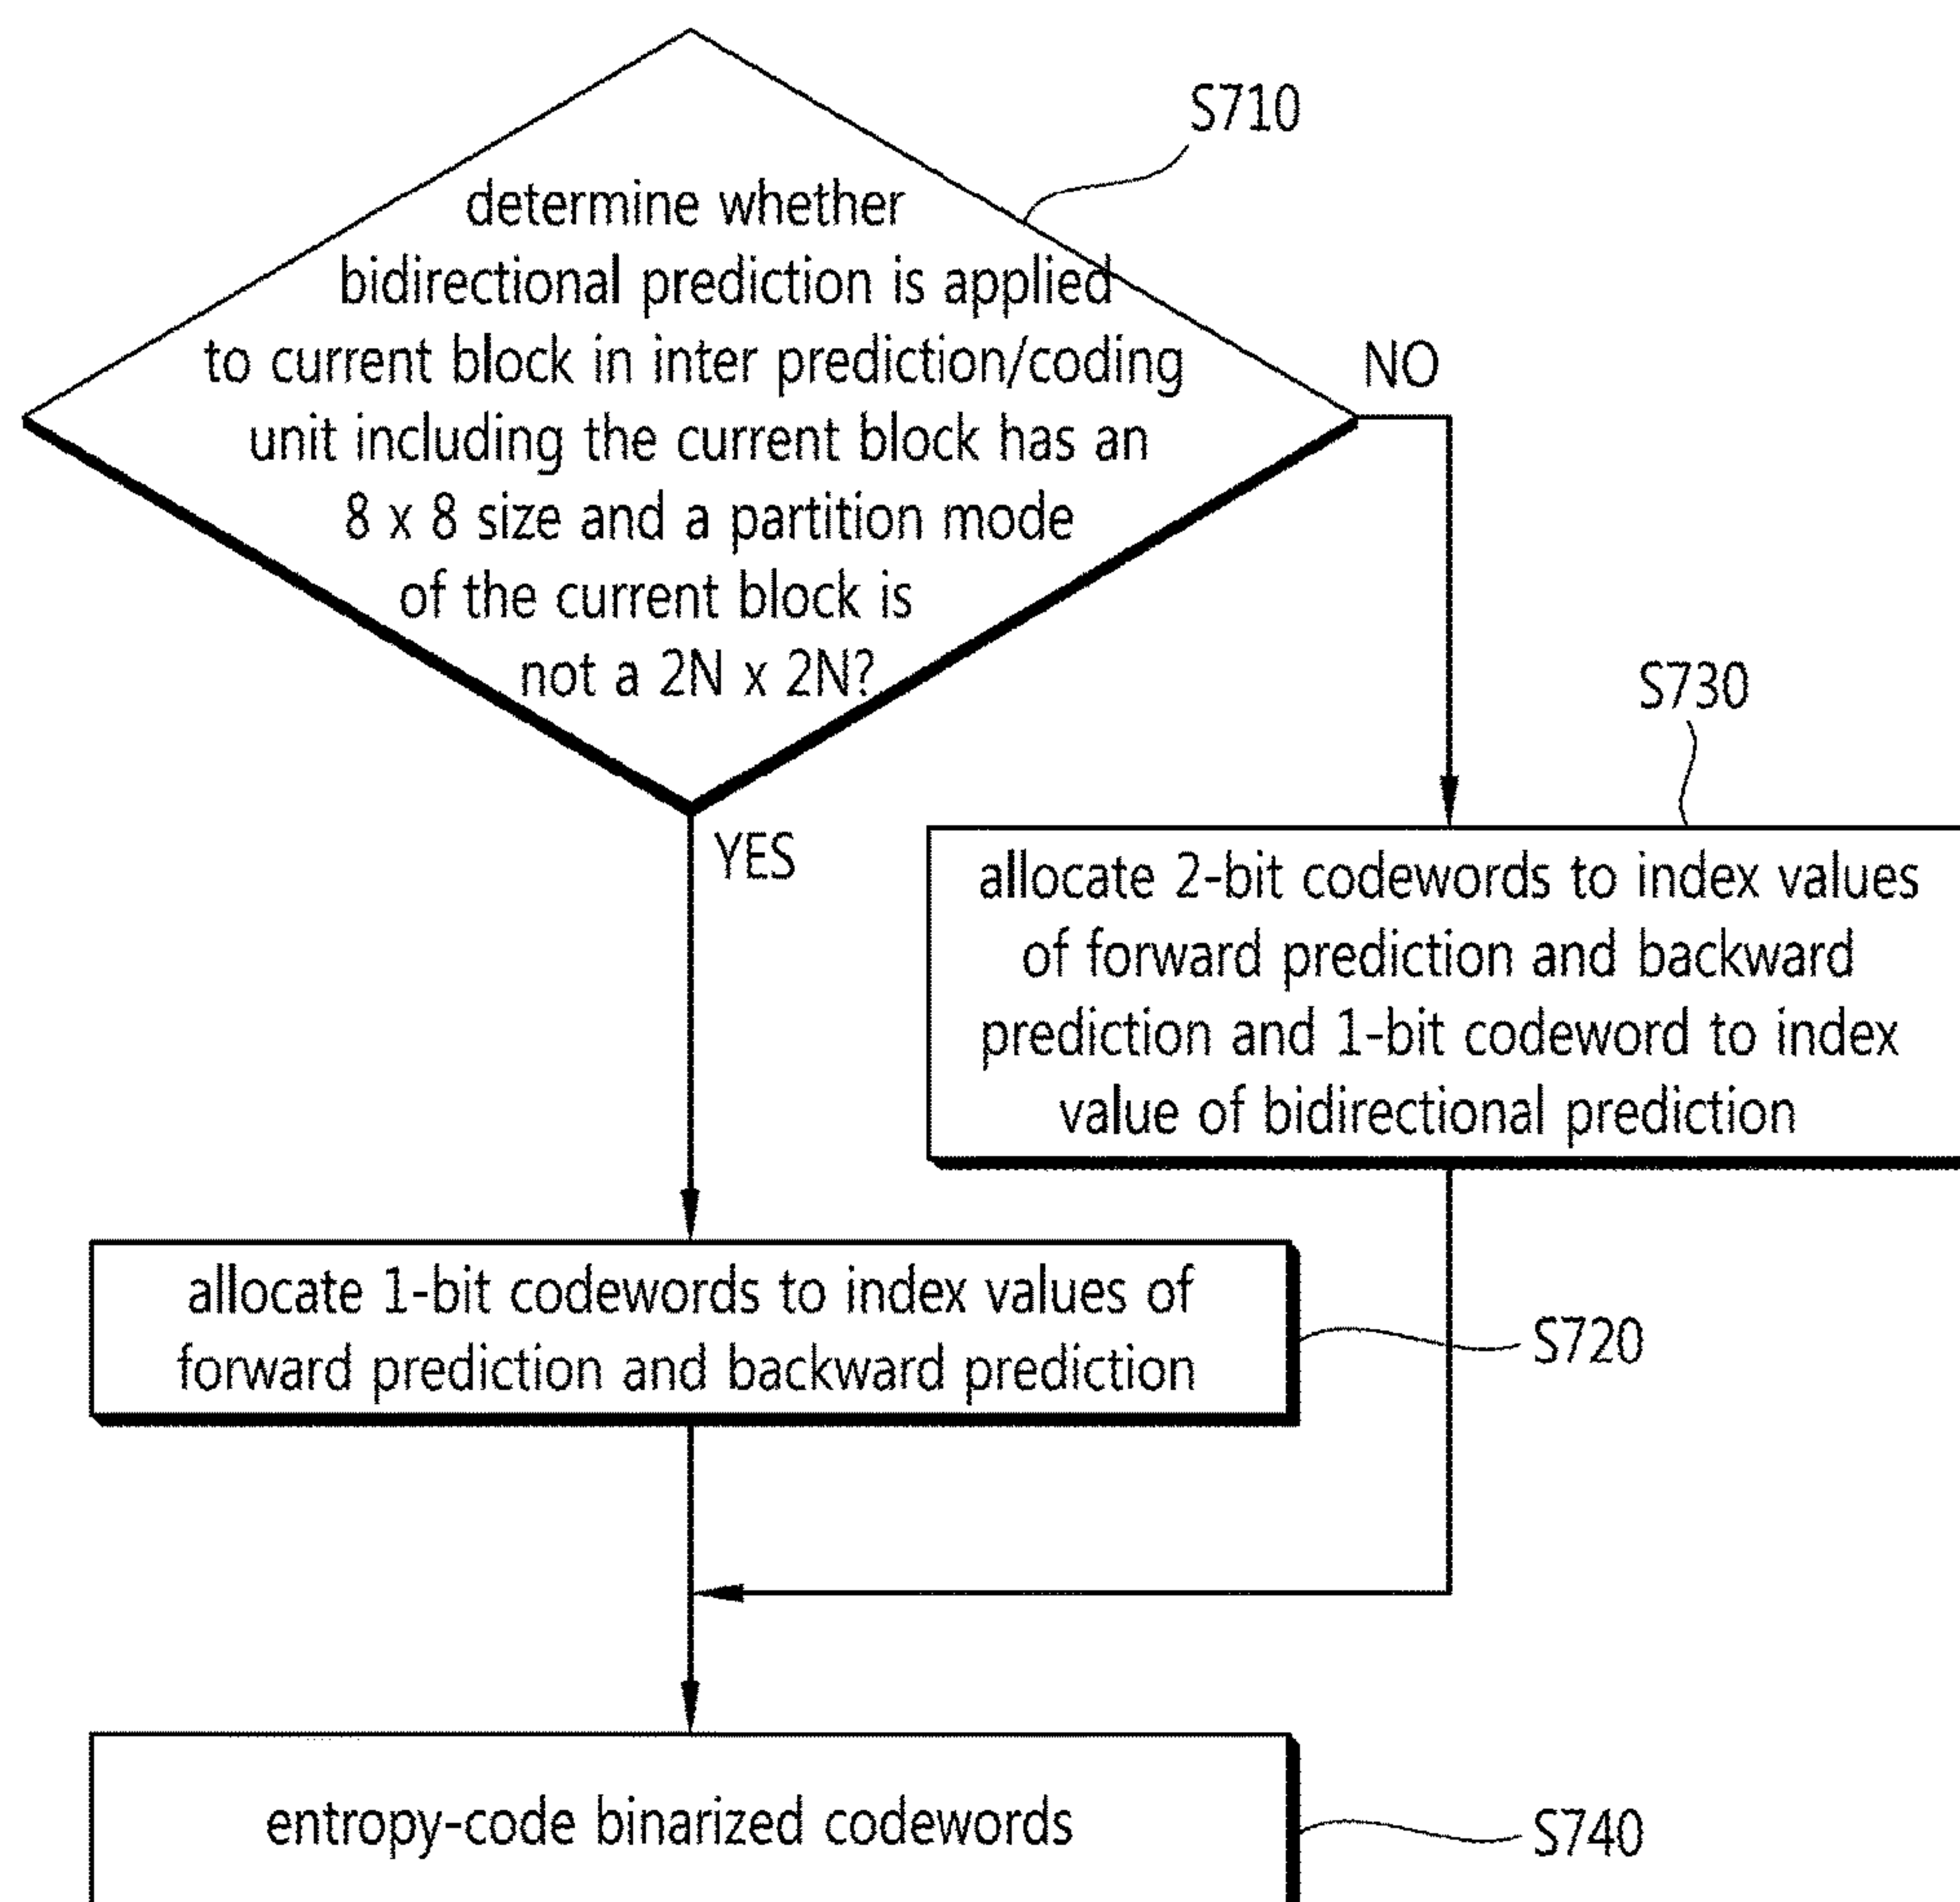 S710
determine whether
bidirectional prediction is applied
to current block in inter prediction/coding
unit including the current block has an
8 x 8 size and a partition mode
of the current block is
not a 2N x 2N?
NO
YES
S730
allocate 2-bit codewords to index values
of forward prediction and backward
prediction and 1-bit codeword to index
value of bidirectional prediction
allocate 1-bit codewords to index values of
forward prediction and backward prediction
S720
entropy-code binarized codewords
S740